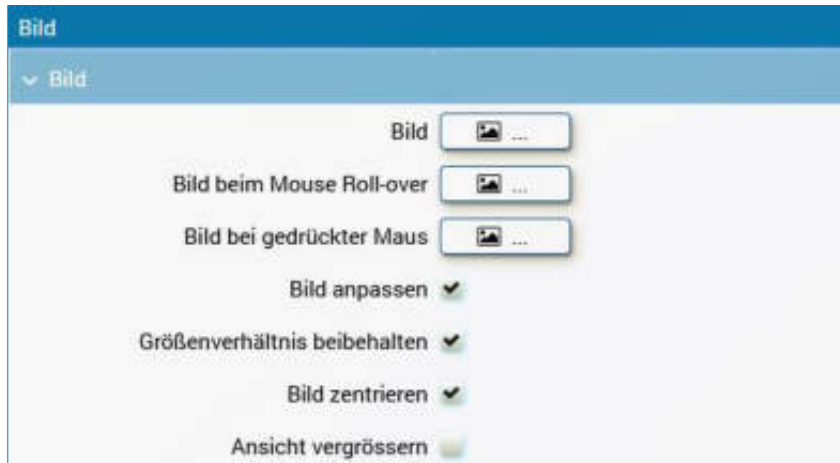 Bild
Bild
Bild ...
Bild beim Mouse Roll-over ...
Bild bei gedrückter Maus ...
Bild anpassen
Größenverhältnis beibehalten
Bild zentrieren
Ansicht vergrössern